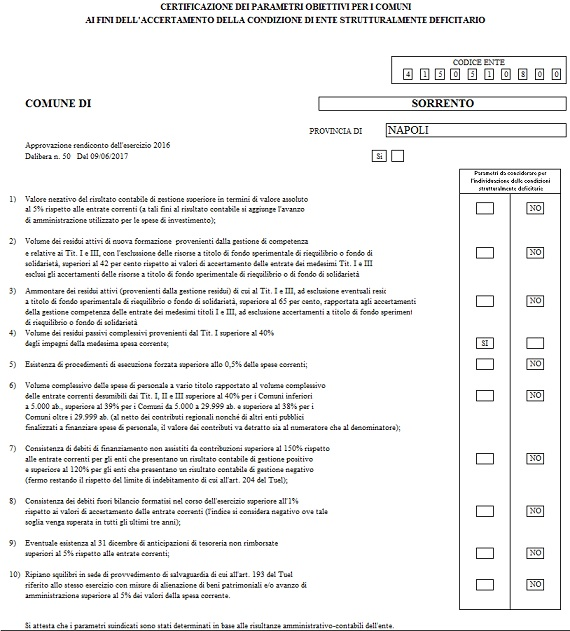 CERTIFICAZIONE DEI PARAMETRI OBIETTIVI PER I COMUNI
AI FINI DELL'ACCERTAMENTO DELLA CONDIZIONE DI ENTE STRUTTURALMENTE DEFICITARIO
CODICE ENTE
4 1 5 0 5 1 0 8 0 0
COMUNE DI SORRENTO
PROVINCIA DI NAPOLI
Approvazione rendiconto dell'esercizio 2016
Delibera n. 50 Del 09/06/2017 Si
Parametri da considerare per
l'individuazione delle condizioni
strutturalmente deficitarie
1) Valore negativo del risultato contabile di gestione superiore in termini di valore assoluto
al 5% rispetto alle entrate correnti (a tali fini al risultato contabile si aggiunge l'avanzo NO
di amministrazione utilizzato per le spese di investimento);
2) Volume dei residui attivi di nuova formazione provenienti dalla gestione di competenza
e relative ai Tit. I e III, con l'esclusione delle risorse a titolo di fondo sperimentale di riequilibrio o fondo di NO
solidarietà, superiori al 42 per cento rispetto ai valori di accertamento delle entrate dei medesimi Tit. I e III
esclusi gli accertamenti delle risorse a titolo di fondo sperimentale di riequilibrio o di fondo di solidarietà
3) Ammontare dei residui attivi (provenienti dalla gestione residui) di cui al Tit. I e III, ad esclusione eventuali resid
a titolo di fondo sperimentale di riequilibrio o fondo di solidarietà, superiore al 65 per cento, rapportata agli accertamenti NO
della gestione competenza delle entrate dei medesimi titoli I e III, ad esclusione accertamenti a titolo fondo speriment
di riequilibrio o fondo di solidarietà
4) Volume dei residui passivi complessivi provenienti dal Tit. I superiore al 40%
degli impegni della medesima spesa corrente; SI
5) Esistenza di procedimenti di esecuzione forzata superiore allo 0,5% delle spese correnti; NO
6) Volume complessivo delle spese di personale a vario titolo rapportato al volume complessivo
delle entrate correnti desumibili dai Tit. I, II e III superiore al 40% per i Comuni inferiori NO
a 5.000 ab., superiore al 39% per i Comuni da 5.000 a 29.999 ab. e superiore al 38% per i
Comuni oltre i 29.999 ab. (al netto dei contributi regionali nonché di altri enti pubblici
finalizzati a finanziare spese di personale, il valore dei contributi va detratto sia al numeratore che al denominatore);
7) Consistenza di debiti di finanziamento non assistiti da contribuzioni superiore al 150% rispetto
alle entrate correnti per gli enti che presentano un risultato contabile di gestione positivo NO
e superiore al 120% per gli enti che presentano un risultato contabile di gestione negativo
(fermo restando il rispetto del limite di indebitamento di cui all'art. 204 del Tuel);
8) Consistenza dei debiti fuori bilancio formatisi nel corso dell'esercizio superore all'1%
rispetto ai valori di accertamento delle entrate correnti (l'indice si considera negativo ove tale NO
soglia venga superata in tutti gli ultimi tre anni);
9) Eventuale esistenza al 31 dicembre di anticipazioni di tesoreria non rimborsate
superiori al 5% rispetto alle entrate correnti; NO
10) Ripiano squilibri in sede di provvedimento di salvaguardia di cui all'art. 193 del Tuel
riferito allo stesso esercizio con misure di alienazione di beni patrimoniali e/o avanzo di NO
amministrazione superiore al 5% dei valori della spesa corrente.
Si attesta che i parametri suindicati sono stati determinati in base alle risultanze amministrativo-contabili dell'ente.